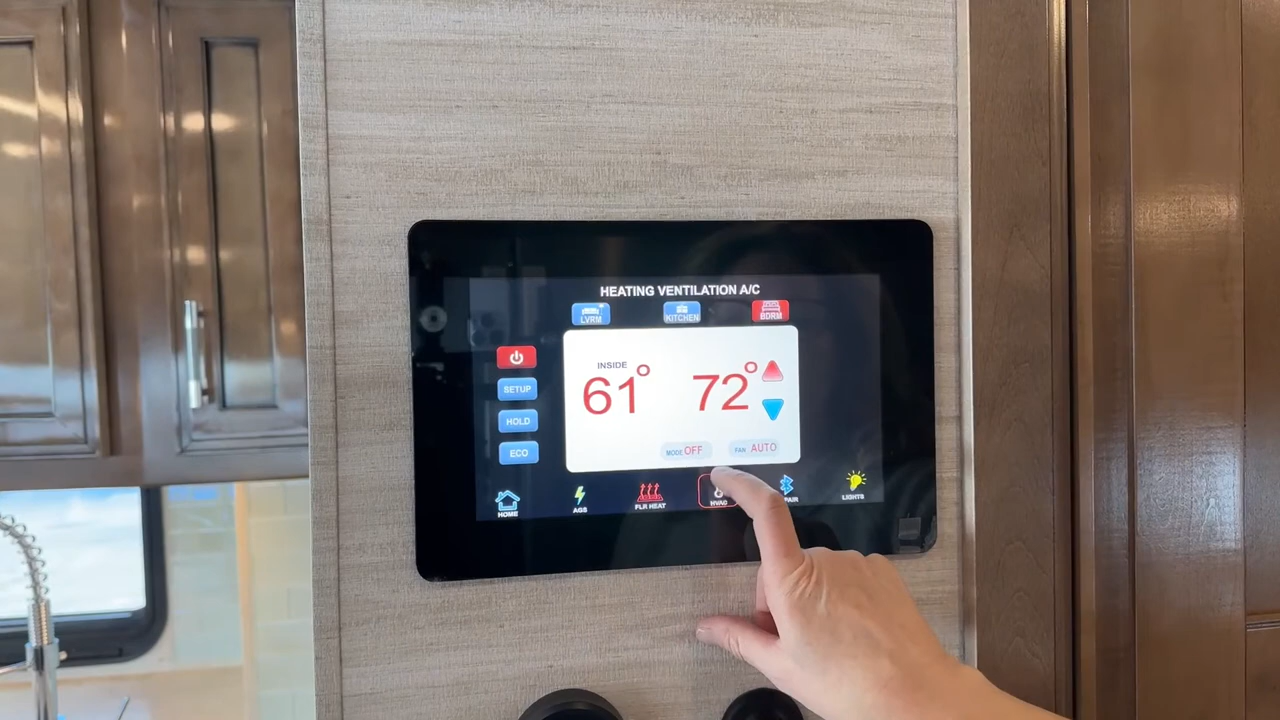 HEATING VENTILATION A/C
LVRM
KITCHEN
BDRM
SETUP
HOLD
ECO
INSIDE
61° 72°
MODE OFF
FAN AUTO
HOME
AGS
FLR HEAT
HVAC
LIGHTS